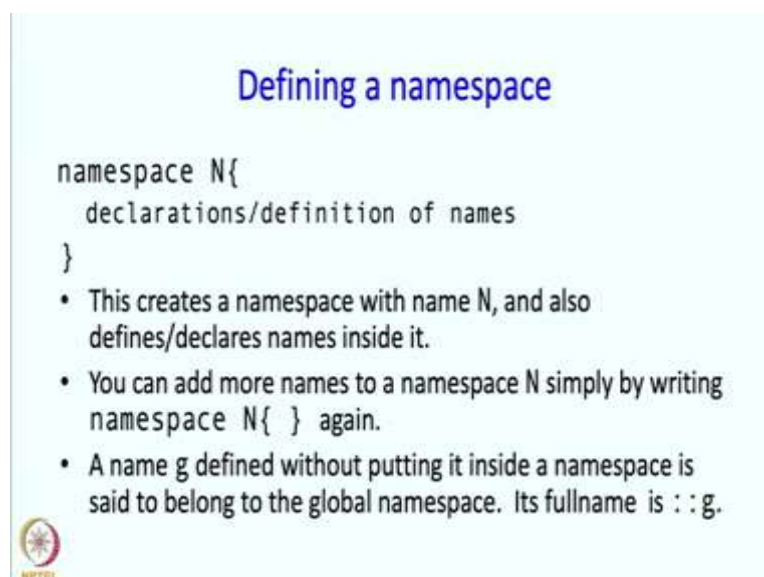 Defining a namespace
namespace N{
declarations/definition of names
}
• This creates a namespace with name N, and also
defines/declares names inside it.
• You can add more names to a namespace N simply by writing
namespace N{ } again.
• A name g defined without putting it inside a namespace is
said to belong to the global namespace. Its fullname is ::g.
NPTEL